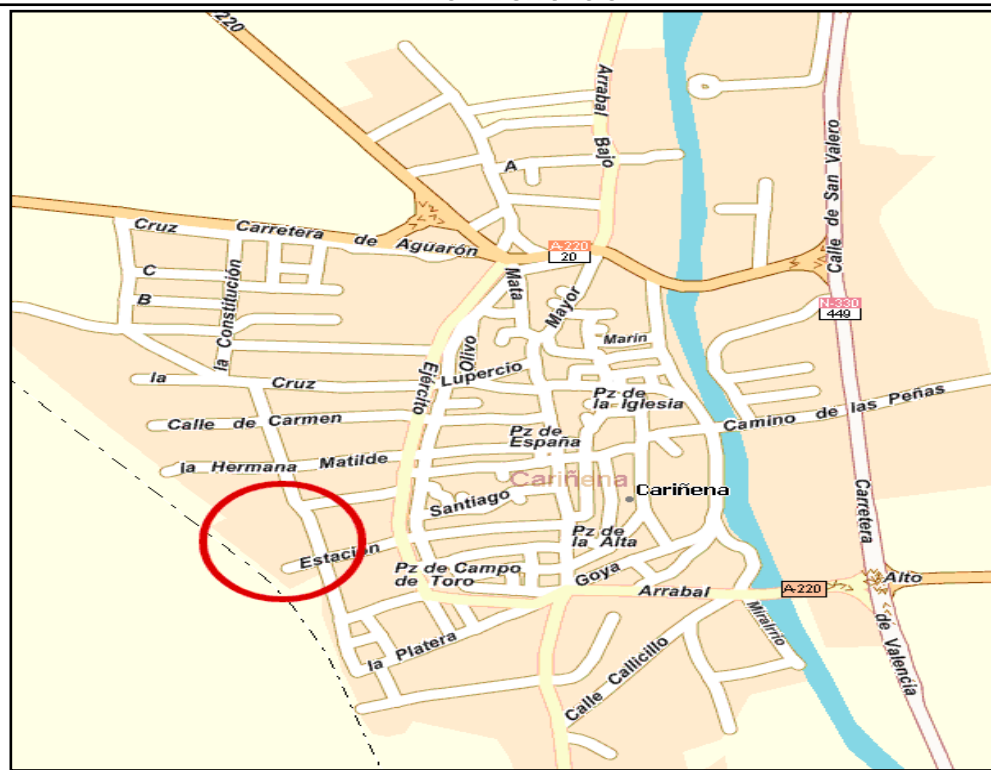 220
Arrabal Bajo
A
Calle de San Valero
Cruz
Carretera de Aguarón
A-220
20
C
la Constitución
Mata
B
Mayor
N-330
449
Marín
Olivo
Ejército
Lupercio
la Cruz
Pz de
la Iglesia
Calle de Carmen
Camino de las Peñas
Pz de
España
la Hermana Matilde
Cariñena
Cariñena
Santiago
Carretera
Pz de
la Alta
Estación
Pz de Campo
de Toro
Goya
Arrabal
A-220
Alto
Miralrrio
de Valencia
la Platera
Calle Callicillo